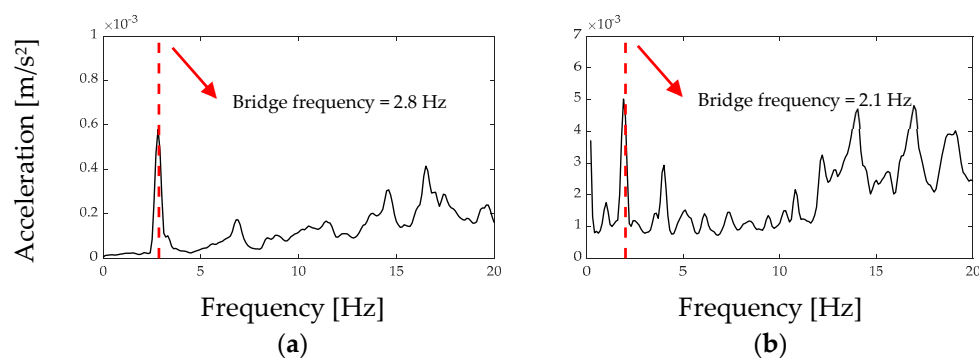 ×10⁻³
1
0.8
0.6
0.4
0.2
0
0 5 10 15 20
Acceleration [m/s²]
Bridge frequency = 2.8 Hz
Frequency [Hz]
(a)
×10⁻³
7
6
5
4
3
2
1
0
0 5 10 15 20
Bridge frequency = 2.1 Hz
Frequency [Hz]
(b)